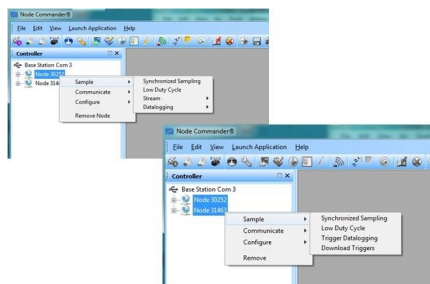 Node Commander®
File Edit View Launch Application Help
Controller
Base Station Com 3
Node 30252
Node 3146
Sample
Communicate
Configure
Remove Node
Synchronized Sampling
Low Duty Cycle
Stream
Datalogging
Node Commander®
File Edit View Launch Application Help
Controller
Base Station Com 3
Node 30252
Node 31461
Sample
Communicate
Configure
Remove
Synchronized Sampling
Low Duty Cycle
Trigger Datalogging
Download Triggers